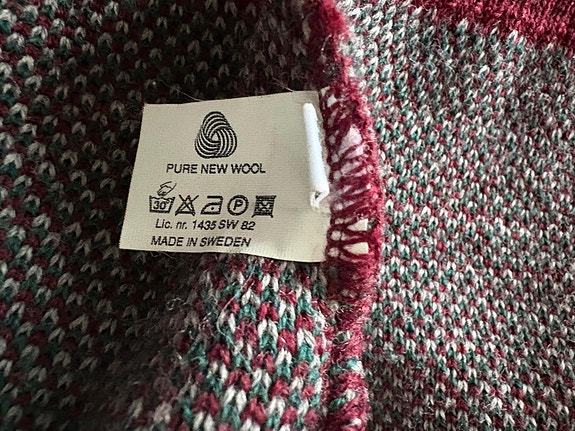 PURE NEW WOOL
30° P
Lic. nr. 1435 SW 82
MADE IN SWEDEN